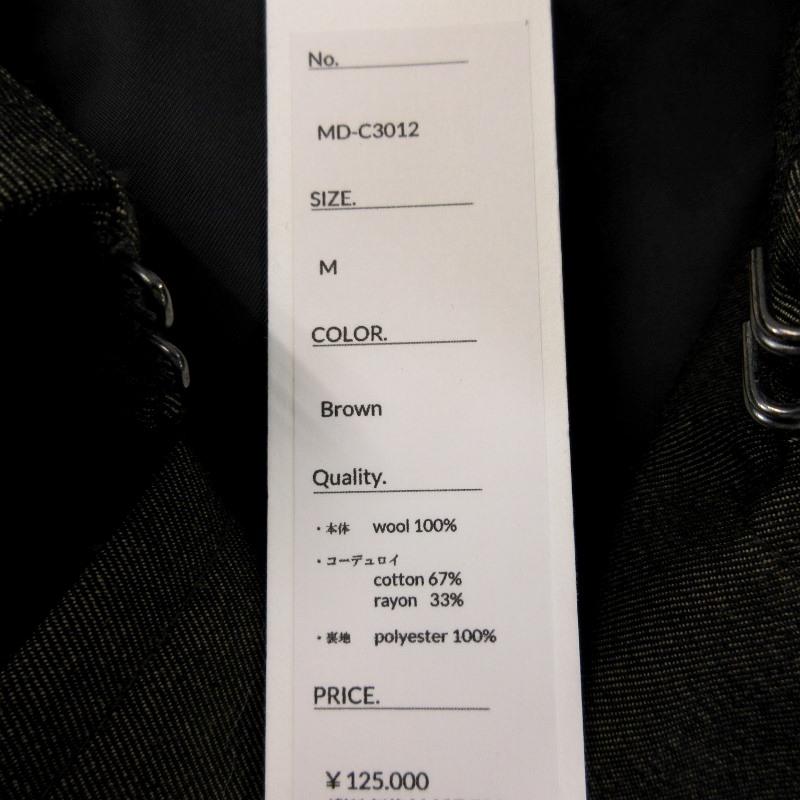 No.
MD-C3012
SIZE.
M
COLOR.
Brown
Quality.
・本体 wool 100%
・コーデュロイ
cotton 67%
rayon 33%
・裏地 polyester 100%
PRICE.
¥125.000